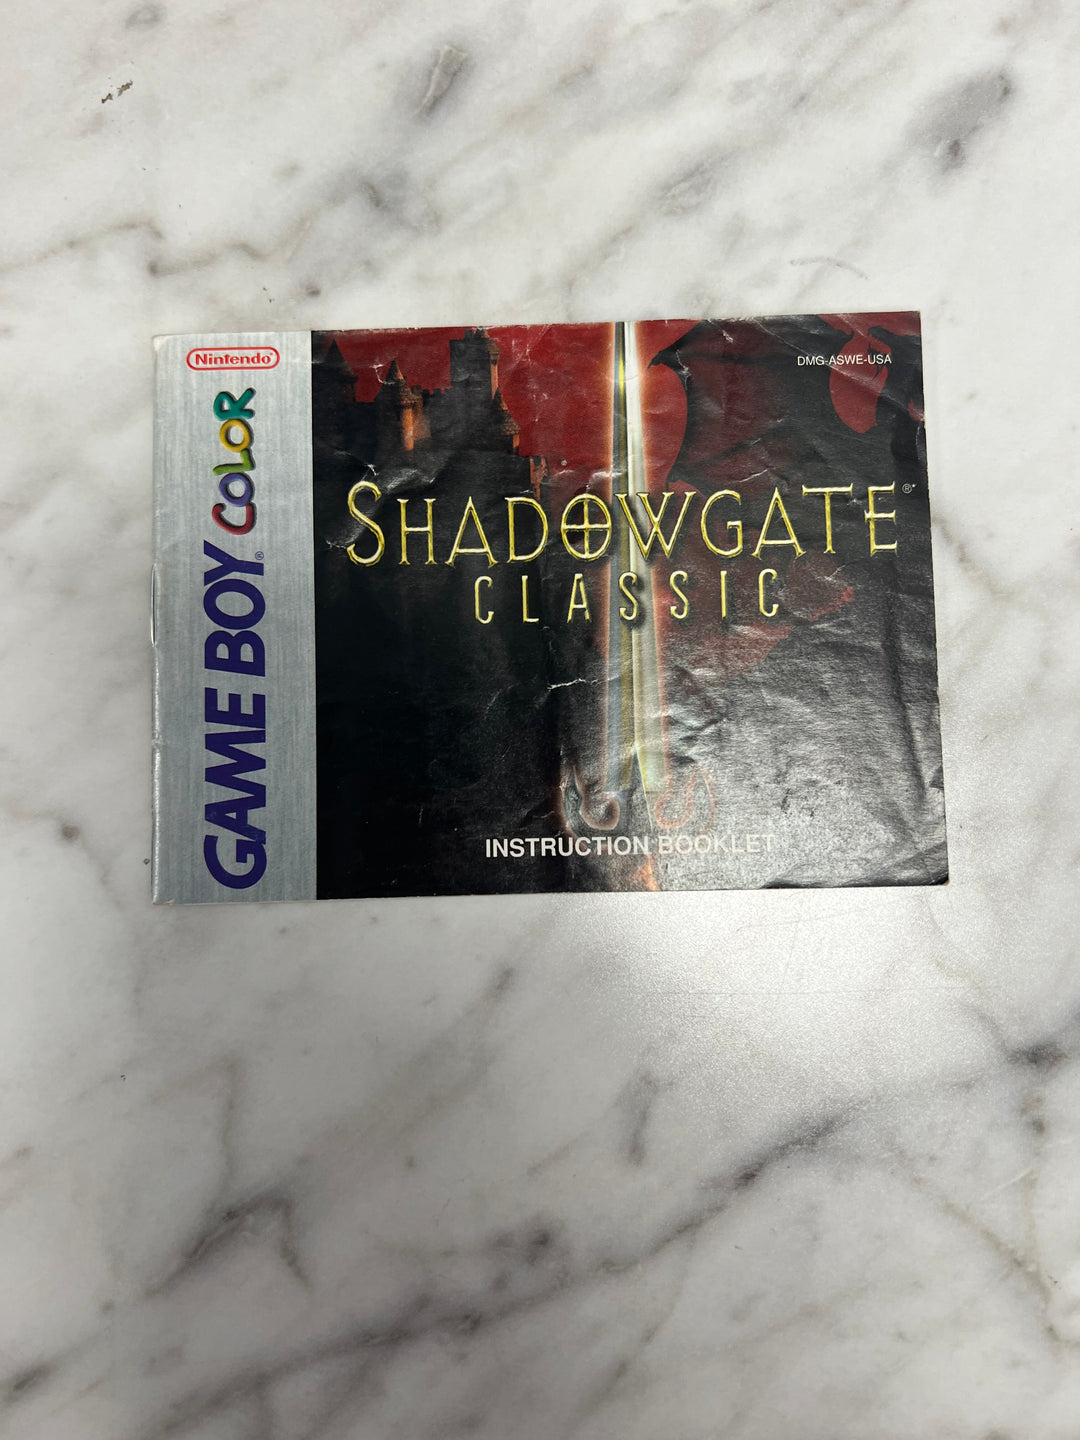 Nintendo®
GAME BOY® COLOR
DMG-ASWE-USA
SHADOWGATE®*
CLASSIC
INSTRUCTION BOOKLET